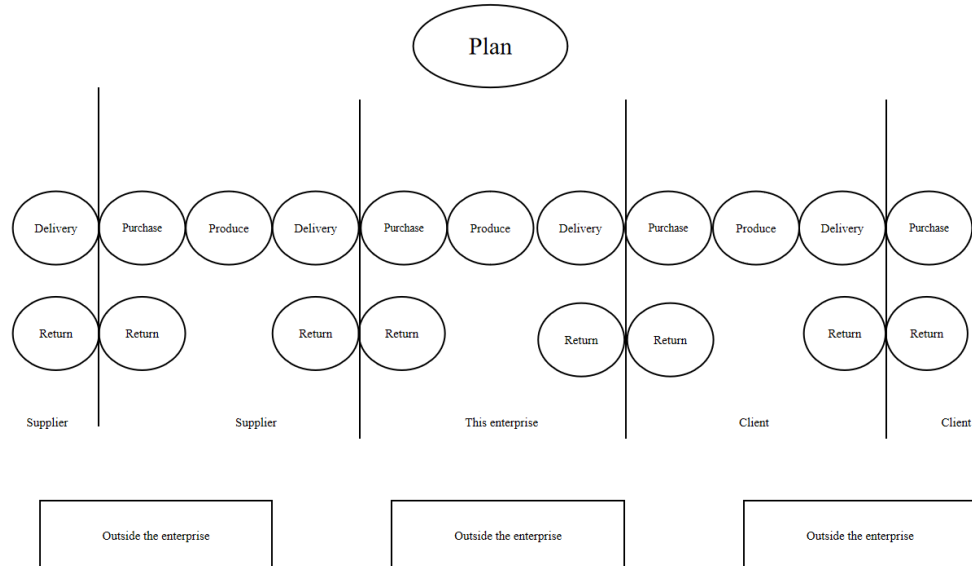 Plan
Delivery Purchase Produce Delivery Purchase Produce Delivery Purchase Produce Delivery Purchase
Return Return Return Return Return Return Return Return
Supplier Supplier This enterprise Client Client
Outside the enterprise Outside the enterprise Outside the enterprise